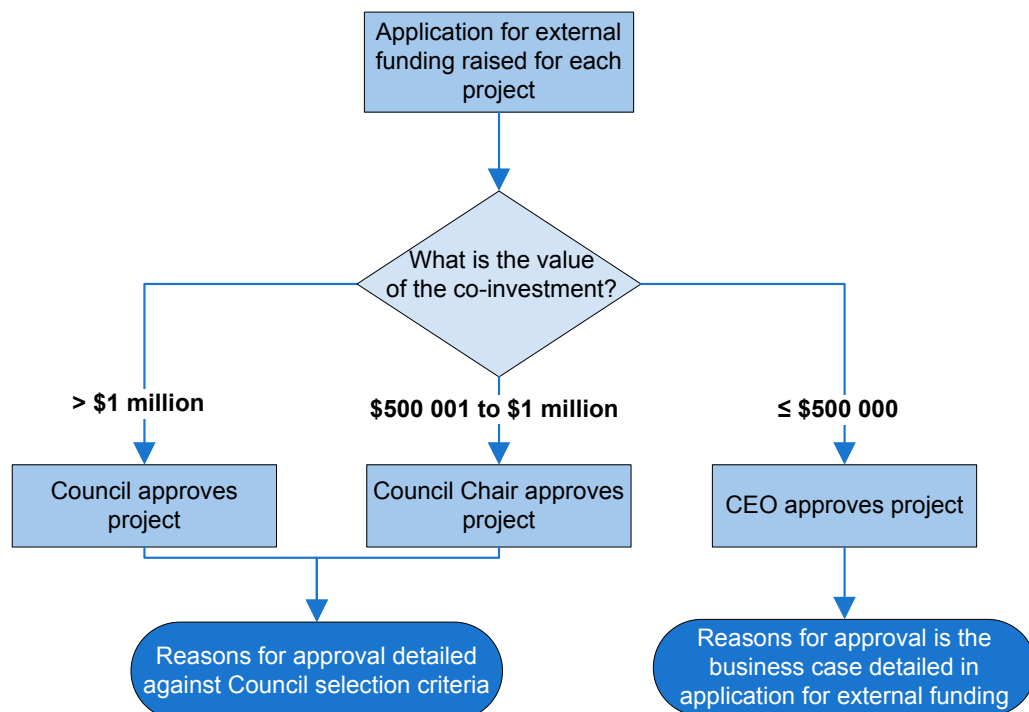 Application for external
funding raised for each
project
What is the value
of the co-investment?
> $1 million
$500 001 to $1 million
≤ $500 000
Council approves
project
Council Chair approves
project
CEO approves project
Reasons for approval detailed
against Council selection criteria
Reasons for approval is the
business case detailed in
application for external funding